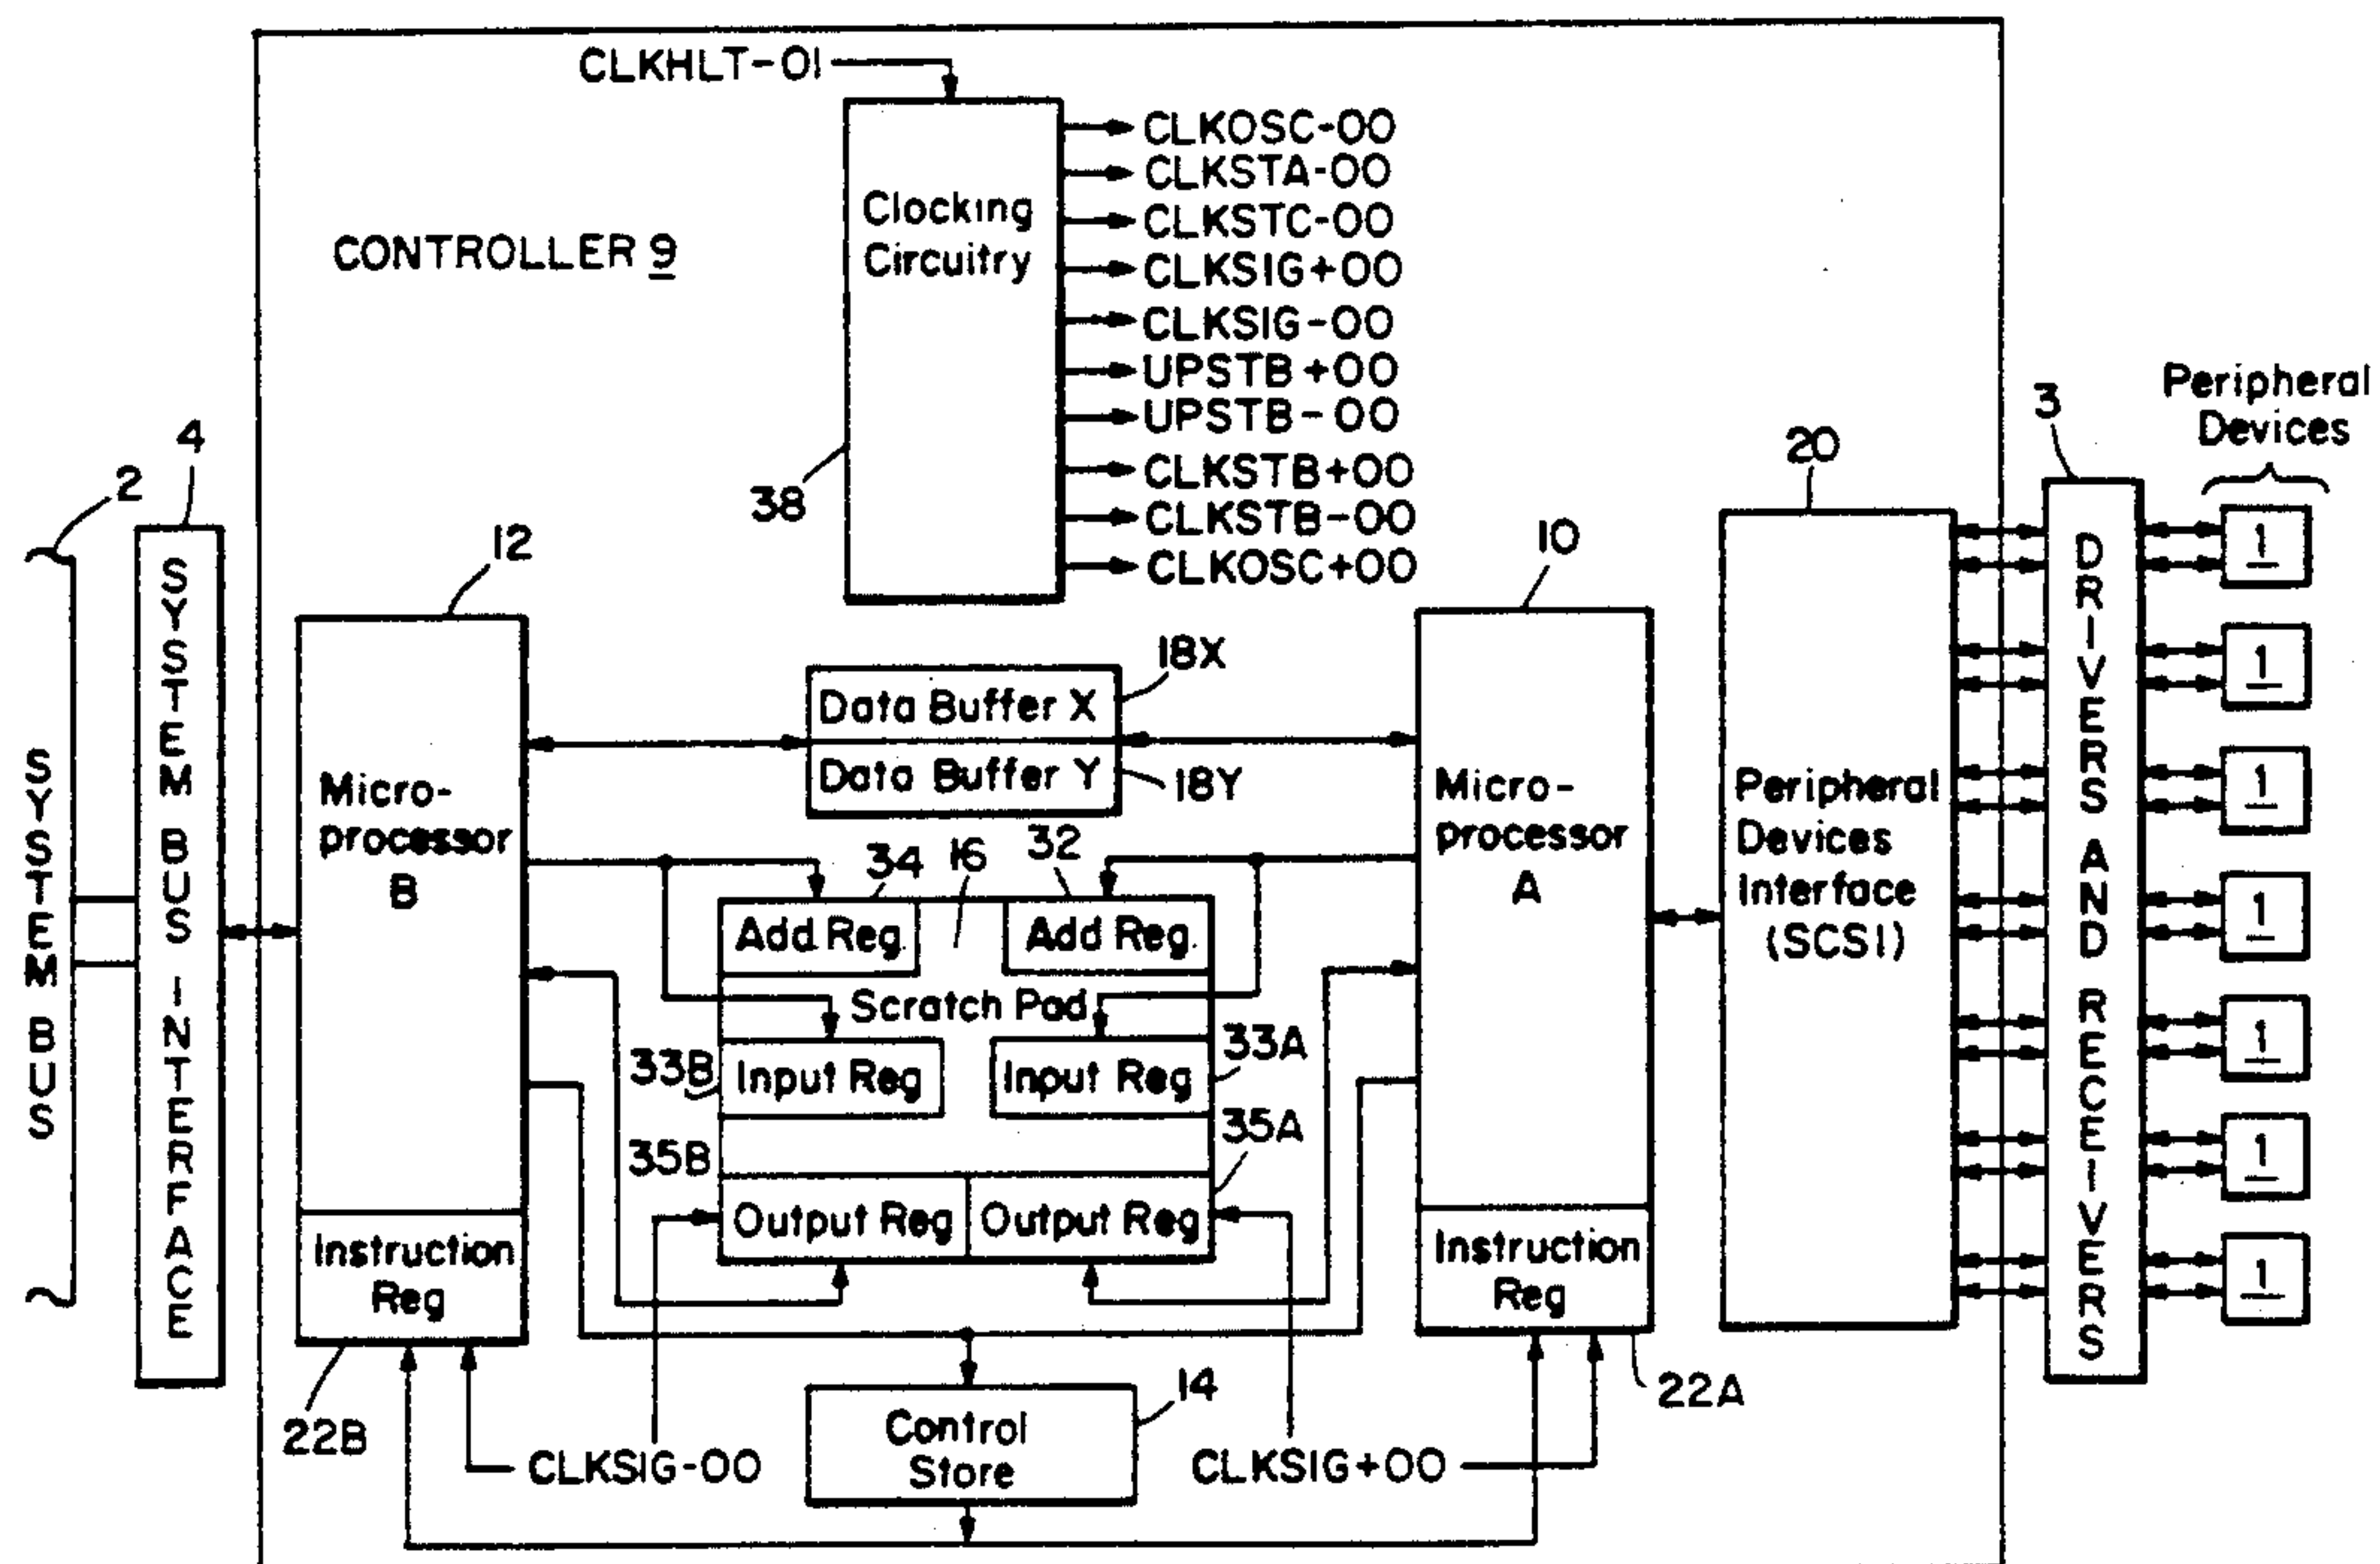 CLKHLT-01
CONTROLLER 9
Clocking
Circuitry
38
CLKOSC-00
CLKSTA-00
CLKSTC-00
CLKSIG+00
CLKSIG-00
UPSTB+00
UPSTB-00
CLKSTB+00
CLKSTB-00
CLKOSC+00
2
SYSTEM BUS
4
SYSTEM BUS INTERFACE
12
Micro-
processor
B
Instruction
Reg
22B
18X
Data Buffer X
Data Buffer Y
18Y
34
16
32
Add Reg
Add Reg.
Scratch Pad
33B
Input Reg
Input Reg
33A
35B
35A
Output Reg
Output Reg
CLKSIG-00
14
Control
Store
CLKSIG+00
10
Micro-
processor
A
Instruction
Reg
22A
20
Peripheral
Devices
Interface
(SCSI)
3
DRIVERS AND RECEIVERS
Peripheral
Devices
1
1
1
1
1
1
1